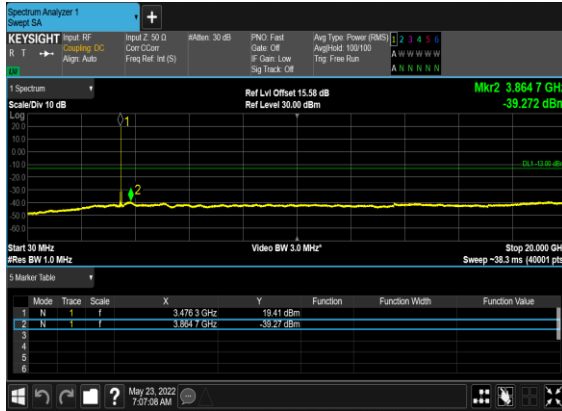 Spectrum Analyzer 1
Swept SA
+
KEYSIGHT Input: RF Input Z: 50 Ω #Atten: 30 dB PNO: Fast Avg Type: Power (RMS) 1 2 3 4 5 6
R T Coupling: DC Corr CCorr Gate: Off Avg|Hold: 100/100 A W W W W W
Align: Auto Freq Ref: Int (S) IF Gain: Low Trig: Free Run
LU Sig Track: Off A N N N N N
1 Spectrum Ref Lvl Offset 15.58 dB Mkr2 3.864 7 GHz
Scale/Div 10 dB Ref Level 30.00 dBm -39.272 dBm
Log
1
20.0
10.0
0.00
-10.0 DL1 -13.00 dBm
-20.0
-30.0
2
-40.0
-50.0
-60.0
Start 30 MHz Video BW 3.0 MHz* Stop 20.000 GHz
#Res BW 1.0 MHz Sweep ~38.3 ms (40001 pts)
5 Marker Table
Mode Trace Scale X Y Function Function Width Function Value
1 N 1 f 3.476 3 GHz 19.41 dBm
2 N 1 f 3.864 7 GHz -39.27 dBm
3
4
5
6
? May 23, 2022
7:07:08 AM